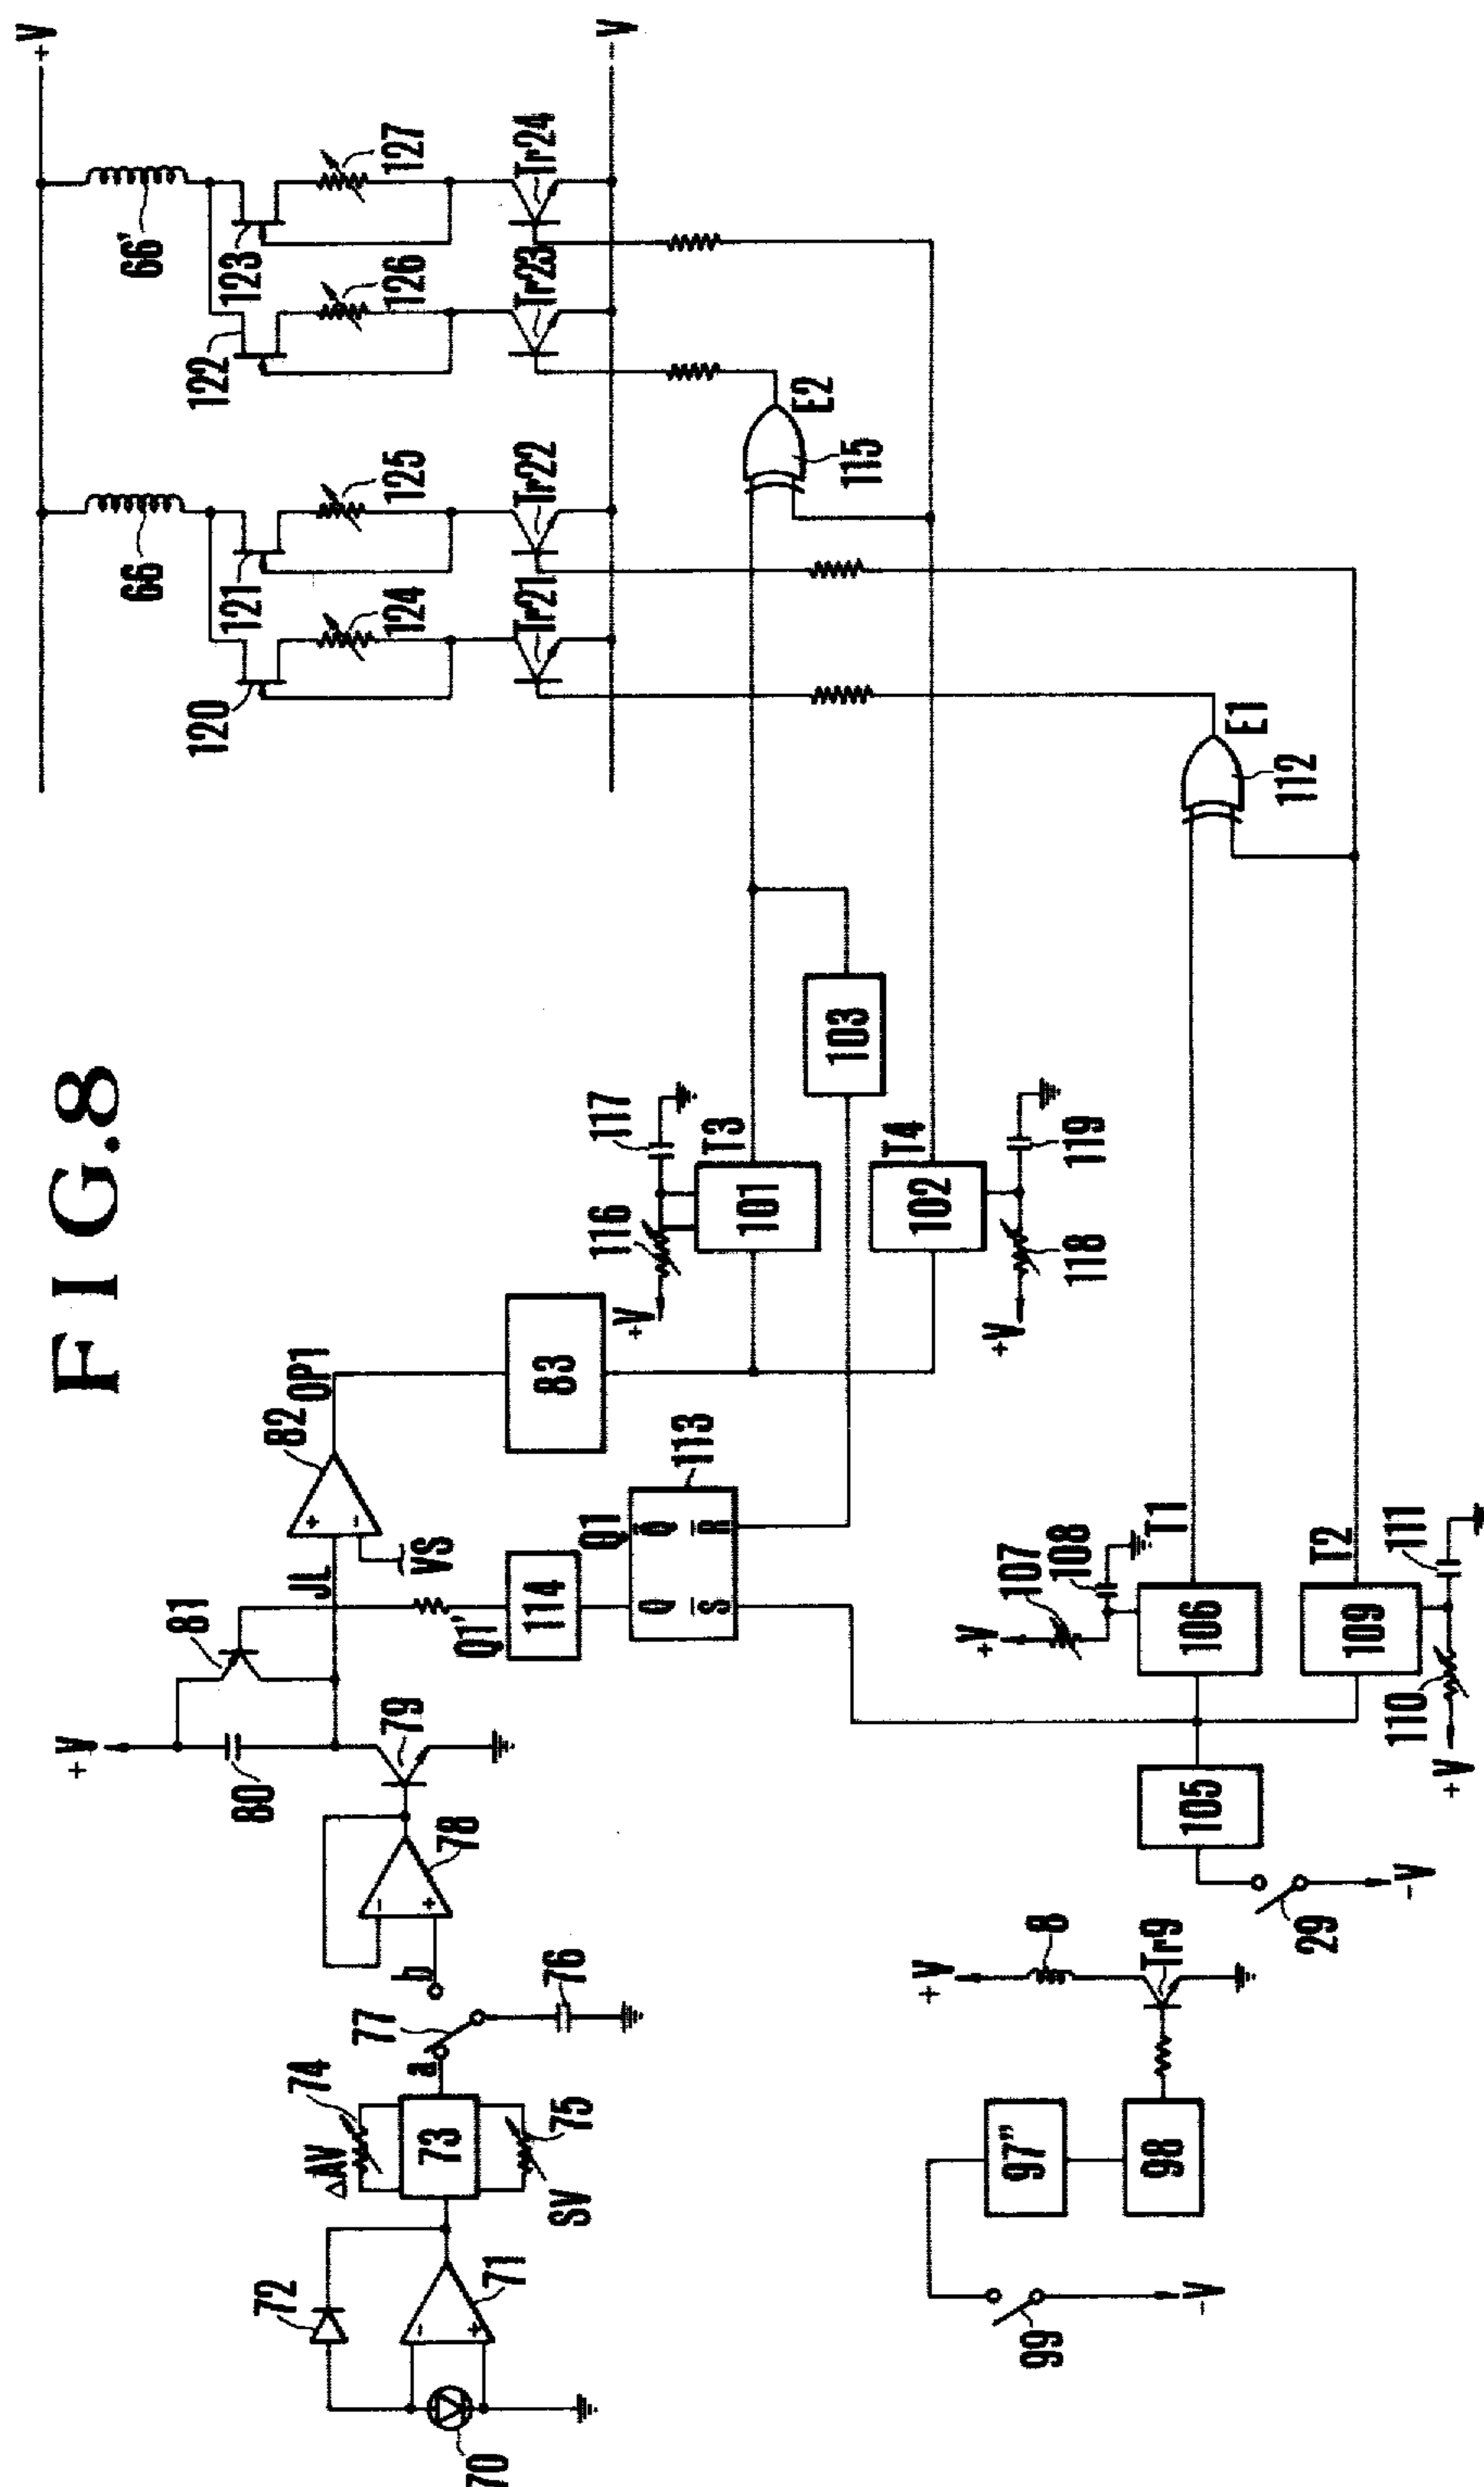 FIG.8
+V
-V
66
66'
120
121
122
123
124
125
126
127
Tr21
Tr22
Tr23
Tr24
E1
E2
112
115
70
71
-
+
72
73
74
ΔAV
75
SV
76
77
a
b
78
-
+
79
80
+V
81
82
+
-
JL
VS
OP1
83
Q1'
114
Q1
Q
Q̄
S̄
R̄
113
101
T3
116
117
+V
103
102
T4
118
119
+V
105
29
-V
106
T1
107
108
+V
109
T2
110
111
+V
97"
98
99
-V
Tr9
8
+V